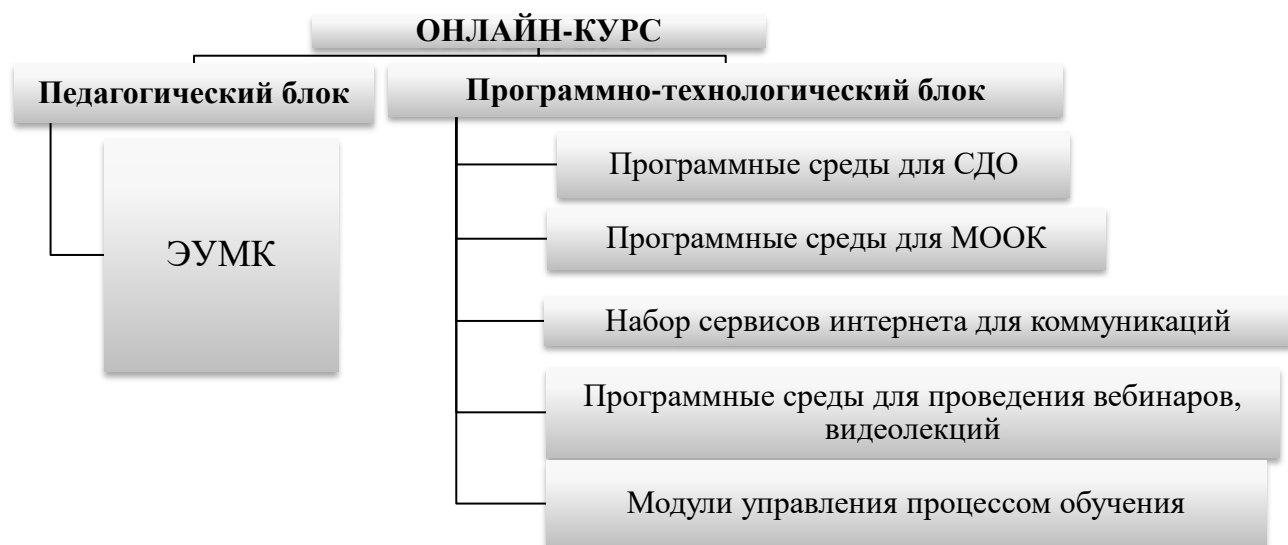 ОНЛАЙН-КУРС
Педагогический блок
Программно-технологический блок
ЭУМК
Программные среды для СДО
Программные среды для МООК
Набор сервисов интернета для коммуникаций
Программные среды для проведения вебинаров,
видеолекций
Модули управления процессом обучения